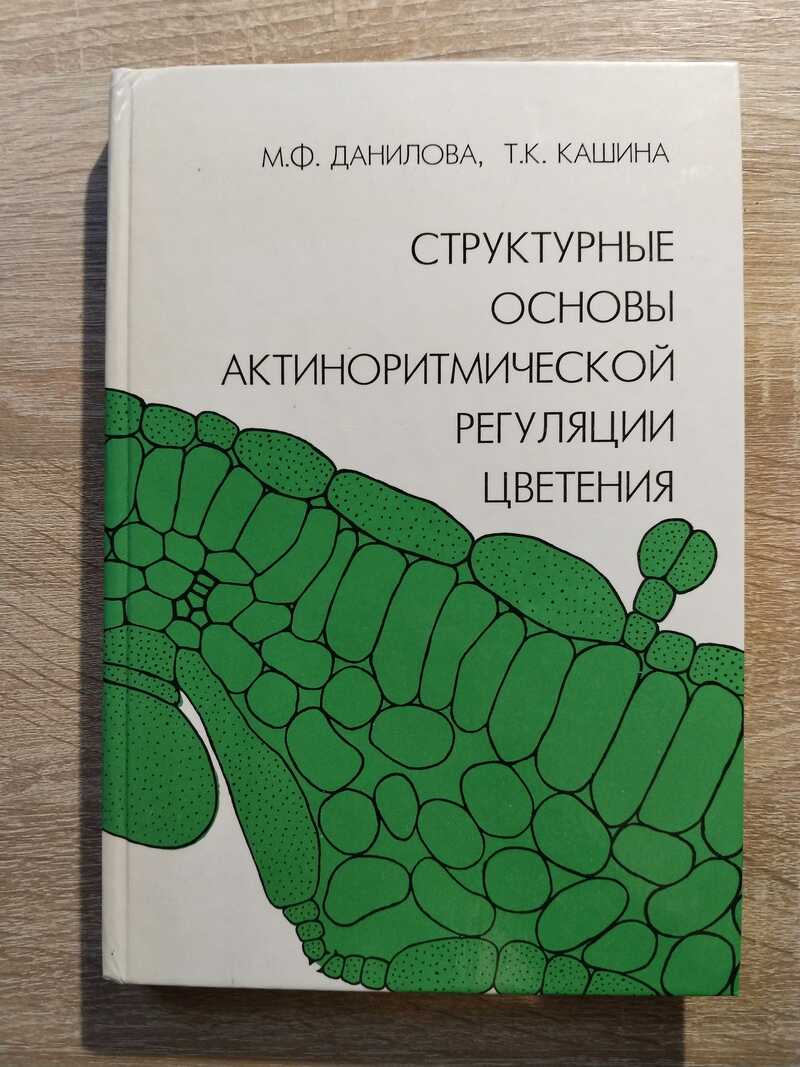 М.Ф. ДАНИЛОВА, Т.К. КАШИНА
СТРУКТУРНЫЕ
ОСНОВЫ
АКТИНОРИТМИЧЕСКОЙ
РЕГУЛЯЦИИ
ЦВЕТЕНИЯ